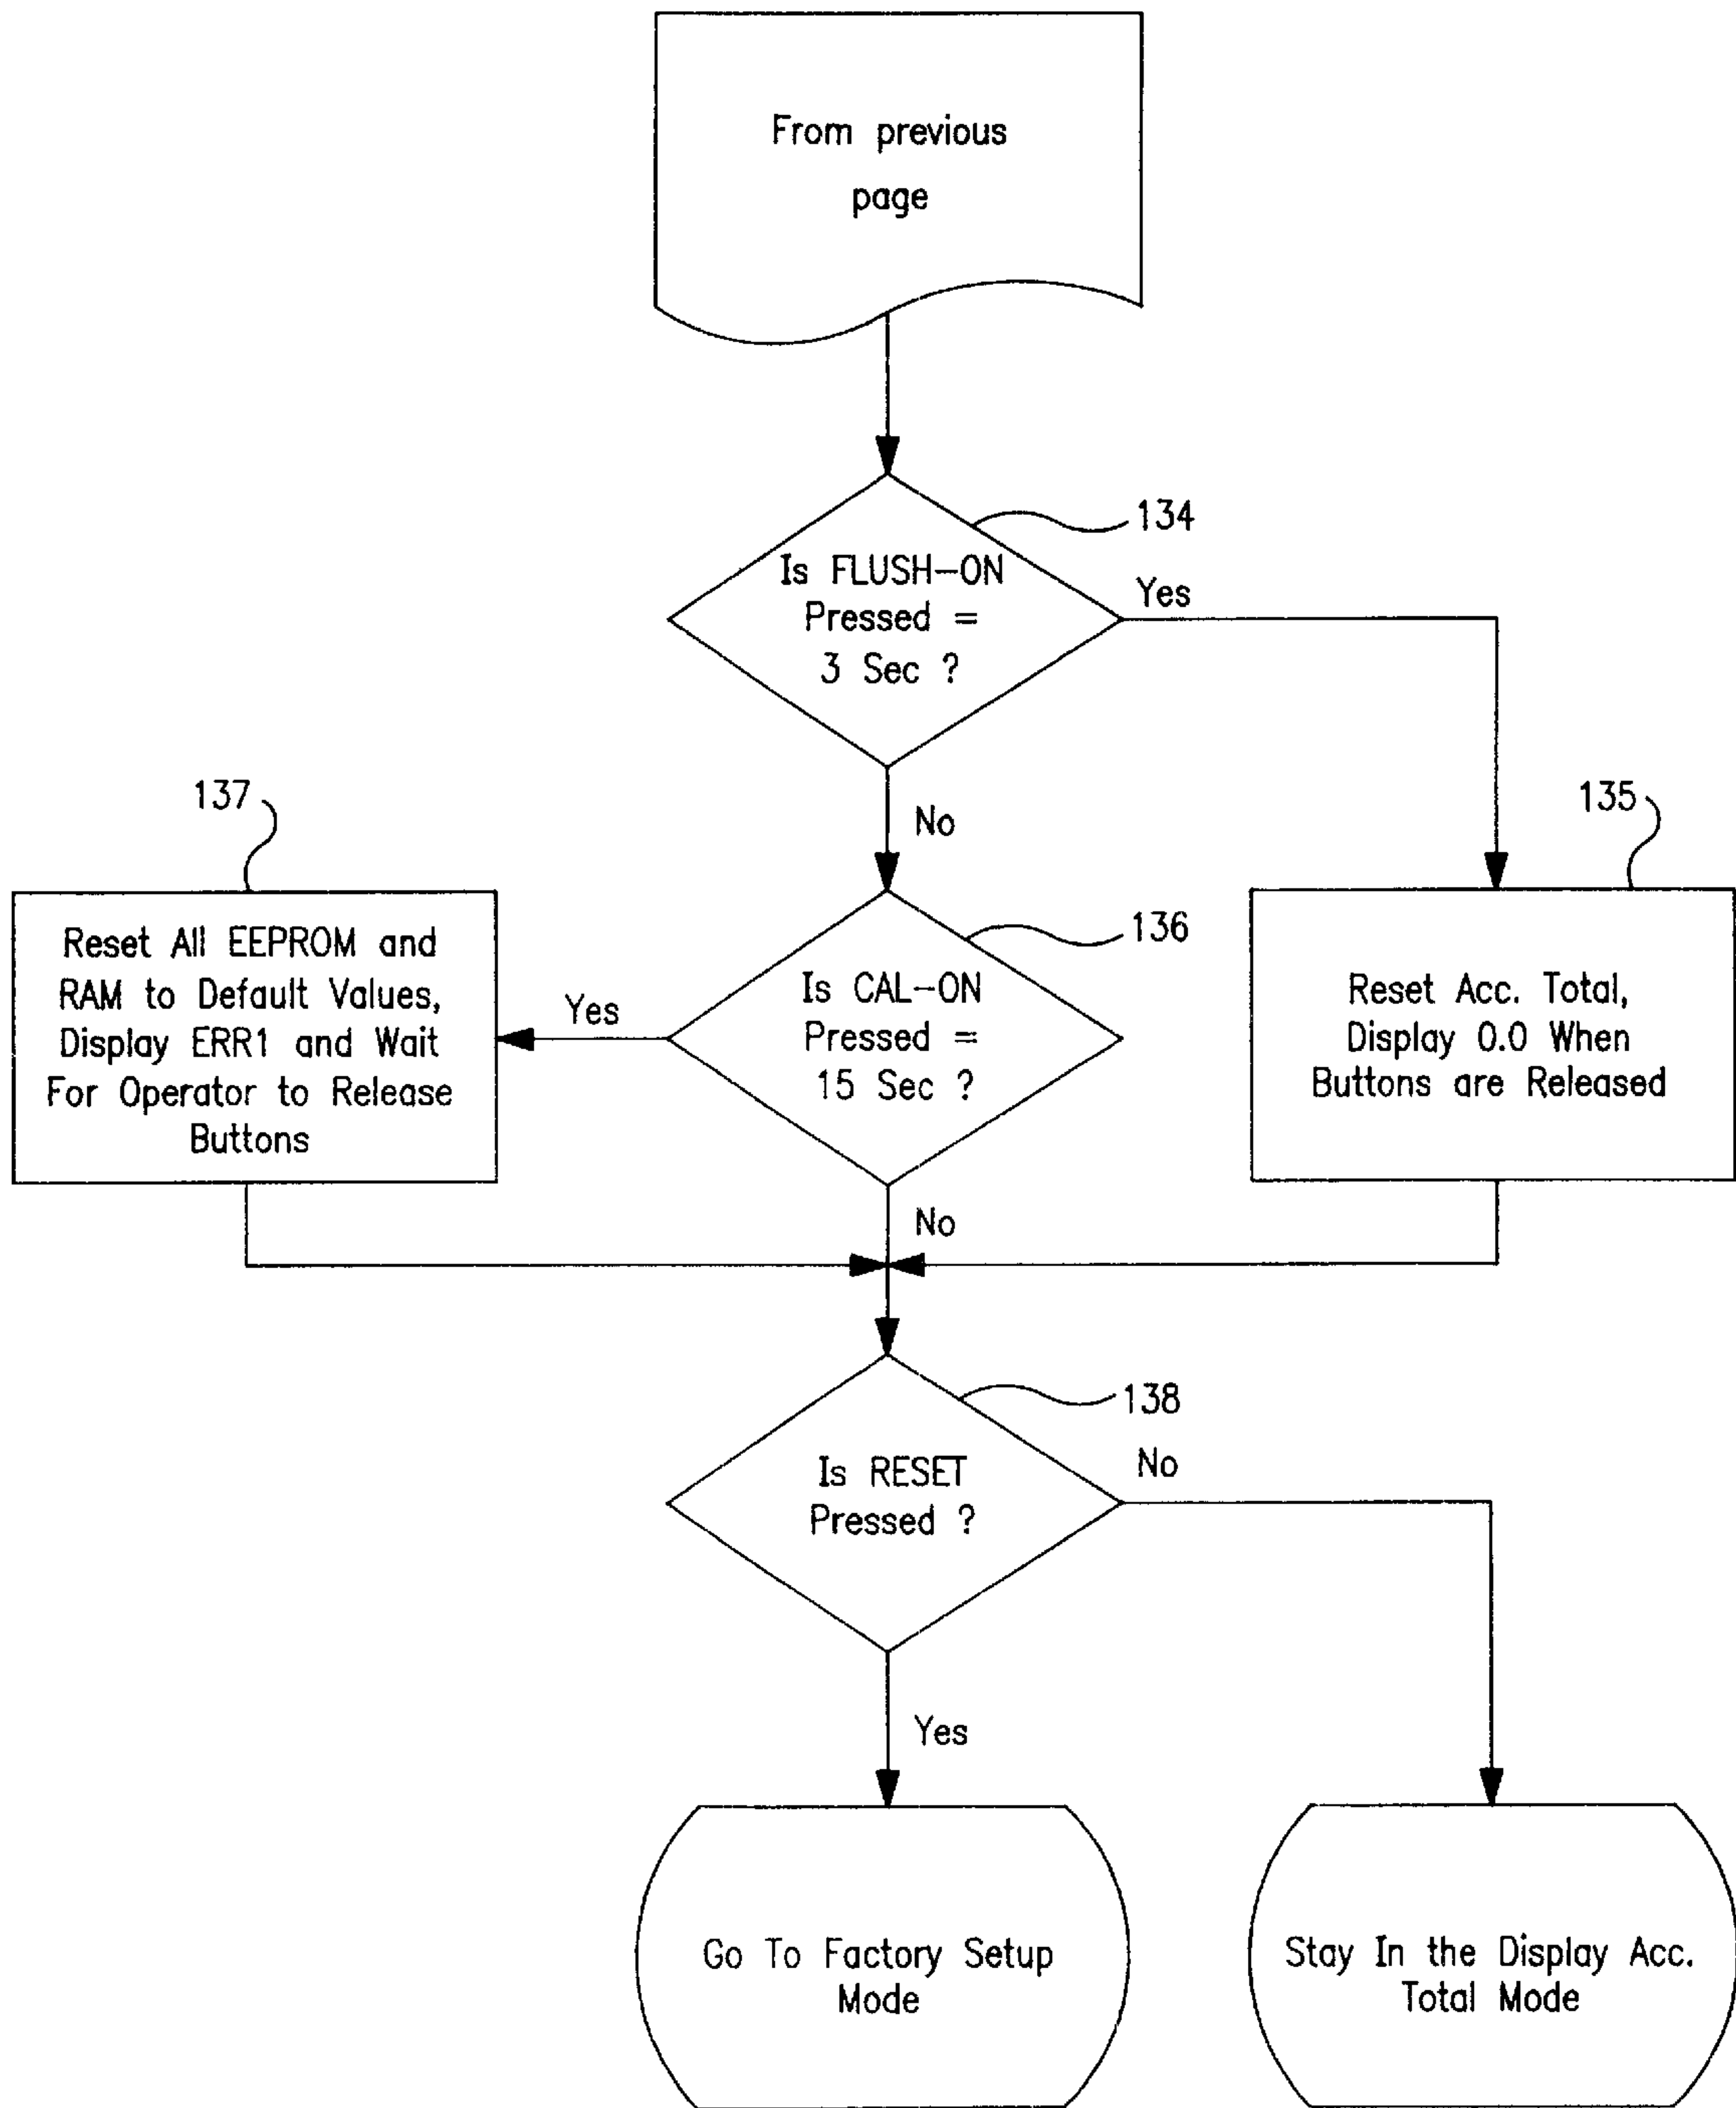 From previous
page
134
Is FLUSH-ON
Pressed =
3 Sec ?
Yes
No
137
135
Reset All EEPROM and
RAM to Default Values,
Display ERR1 and Wait
For Operator to Release
Buttons
Yes
136
Is CAL-ON
Pressed =
15 Sec ?
Reset Acc. Total,
Display 0.0 When
Buttons are Released
No
138
Is RESET
Pressed ?
No
Yes
Go To Factory Setup
Mode
Stay In the Display Acc.
Total Mode